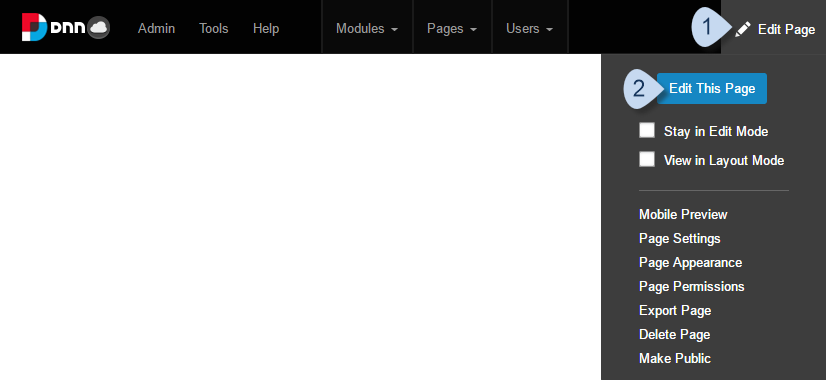 DNN Admin Tools Help Modules Pages Users 1 Edit Page
2 Edit This Page
Stay in Edit Mode
View in Layout Mode
Mobile Preview
Page Settings
Page Appearance
Page Permissions
Export Page
Delete Page
Make Public